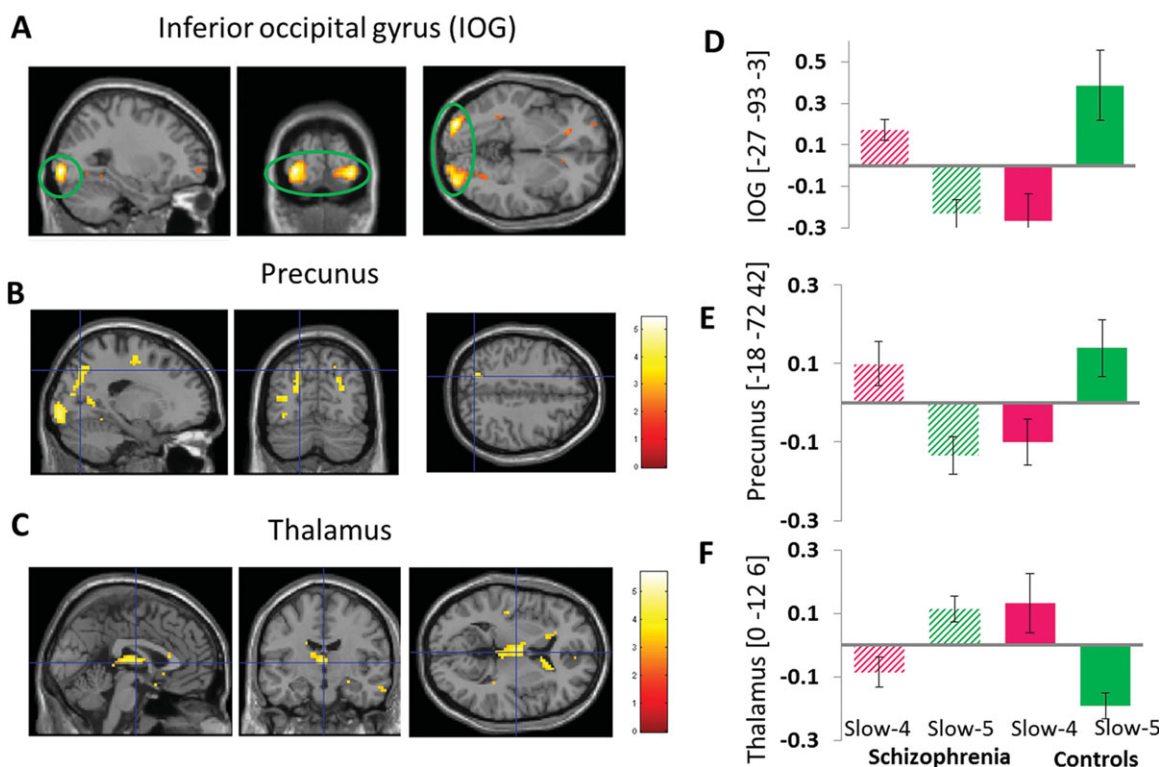 A
Inferior occipital gyrus (IOG)
B
Precunus
5
4
3
2
1
0
C
Thalamus
5
4
3
2
1
0
D
IOG [-27 -93 -3]
0.5
0.3
0.1
-0.1
-0.3
E
Precunus [-18 -72 42]
0.3
0.1
-0.1
-0.3
F
Thalamus [0 -12 6]
0.3
0.1
-0.1
-0.3
Slow-4 Slow-5 Slow-4 Slow-5
Schizophrenia Controls